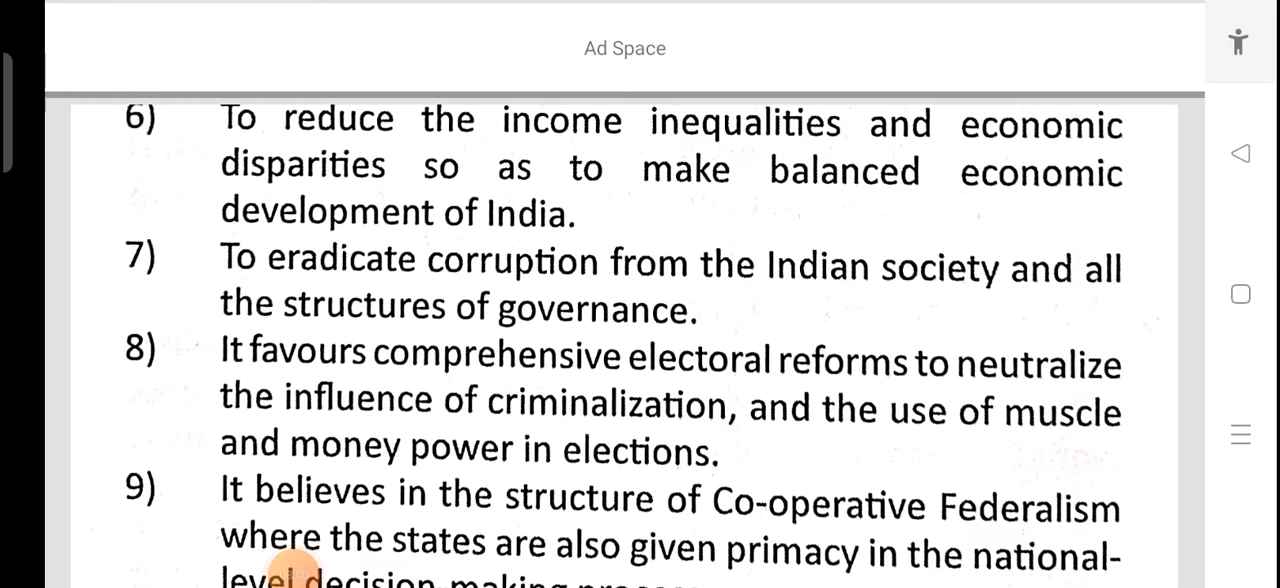 Ad Space
6) To reduce the income inequalities and economic
disparities so as to make balanced economic
development of India.
7) To eradicate corruption from the Indian society and all
the structures of governance.
8) It favours comprehensive electoral reforms to neutralize
the influence of criminalization, and the use of muscle
and money power in elections.
9) It believes in the structure of Co-operative Federalism
where the states are also given primacy in the national-
level decision making